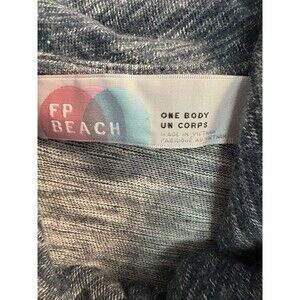 FP
BEACH
ONE BODY
UN CORPS
MADE IN VIETNAM
FABRIQUÉ AU VIETNAM